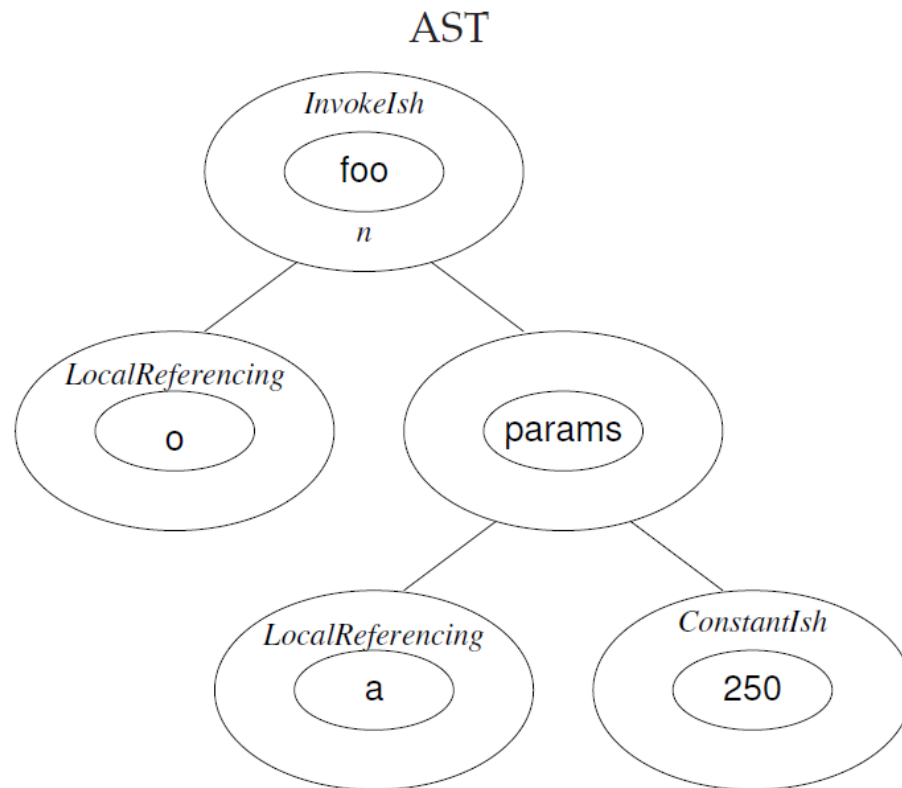 AST
InvokeIsh
foo
n
LocalReferencing
o
params
LocalReferencing
a
ConstantIsh
250